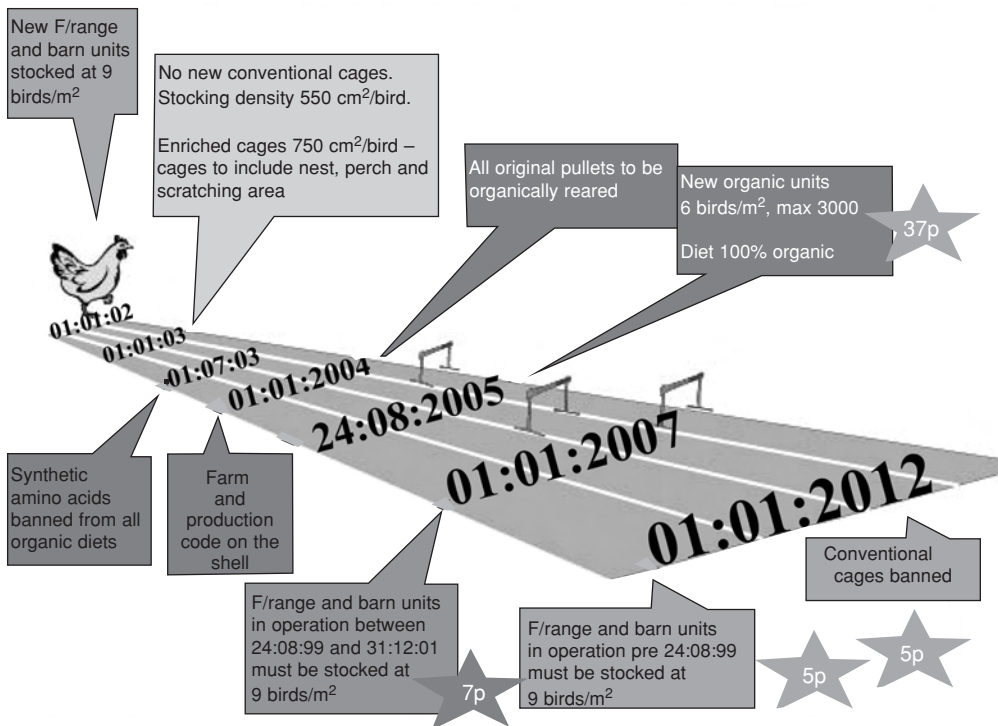 New F/range
and barn units
stocked at 9
birds/m²
No new conventional cages.
Stocking density 550 cm²/bird.
Enriched cages 750 cm²/bird –
cages to include nest, perch and
scratching area
All original pullets to be
organically reared
New organic units
6 birds/m², max 3000
Diet 100% organic
37p
01:01:02
01:01:03
01:07:03
01:01:2004
24:08:2005
01:01:2007
01:01:2012
Synthetic
amino acids
banned from all
organic diets
Farm
and
production
code on the
shell
F/range and barn units
in operation between
24:08:99 and 31:12:01
must be stocked at
9 birds/m²
7p
F/range and barn units
in operation pre 24:08:99
must be stocked at
9 birds/m²
5p
Conventional
cages banned
5p